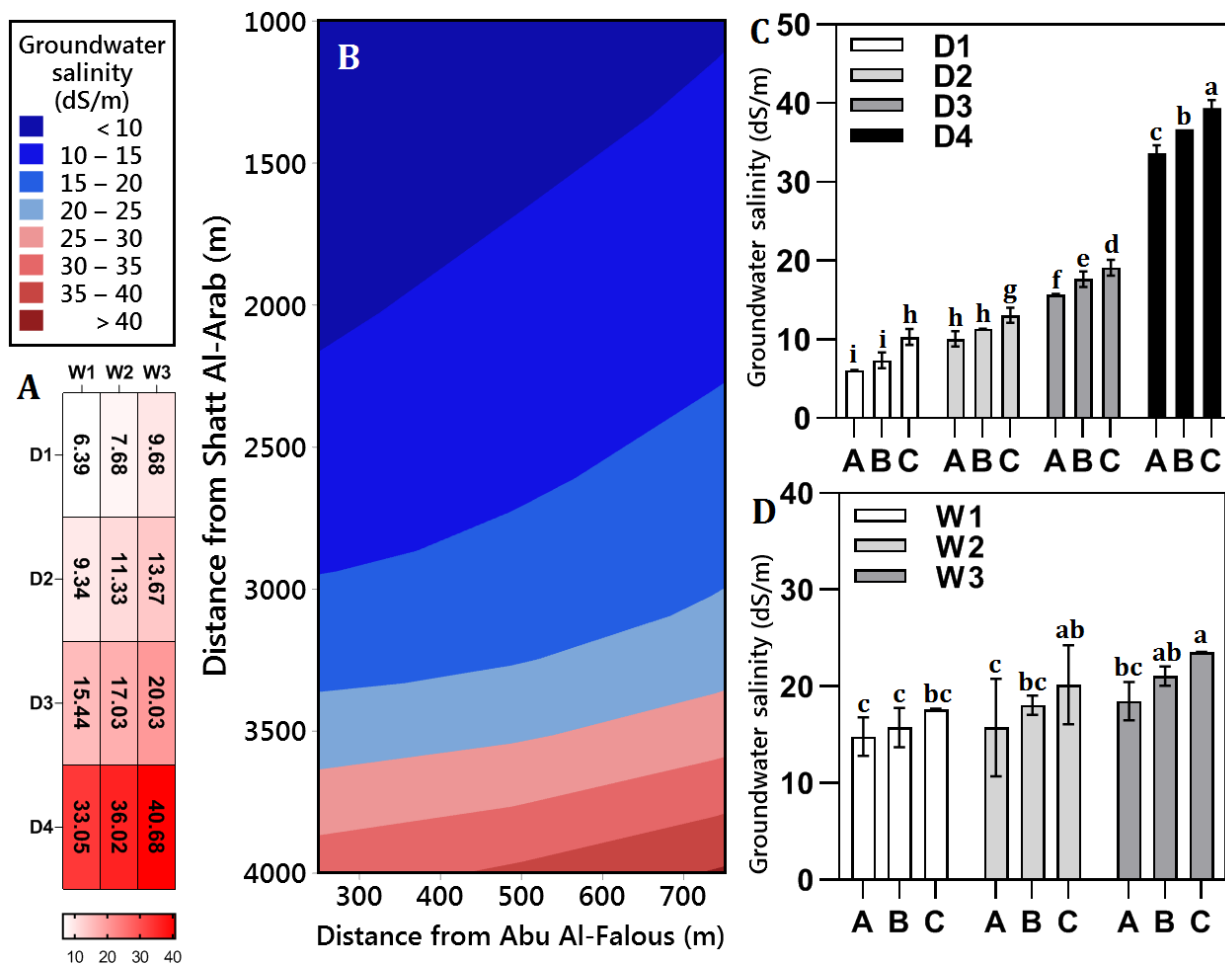 Groundwater
salinity
(dS/m)
< 10
10 – 15
15 – 20
20 – 25
25 – 30
30 – 35
35 – 40
> 40
A
W1 W2 W3
D1 6.39 7.68 9.68
D2 9.34 11.33 13.67
D3 15.44 17.03 20.03
D4 33.05 36.02 40.68
10 20 30 40
B
Distance from Shatt Al-Arab (m)
1000
1500
2000
2500
3000
3500
4000
300 400 500 600 700
Distance from Abu Al-Falous (m)
C
Groundwater salinity (dS/m)
50
40
30
20
10
0
D1
D2
D3
D4
i i h h h g f e d c b a
A B C A B C A B C A B C
D
Groundwater salinity (dS/m)
40
30
20
10
0
W1
W2
W3
c c bc c bc ab bc ab a
A B C A B C A B C